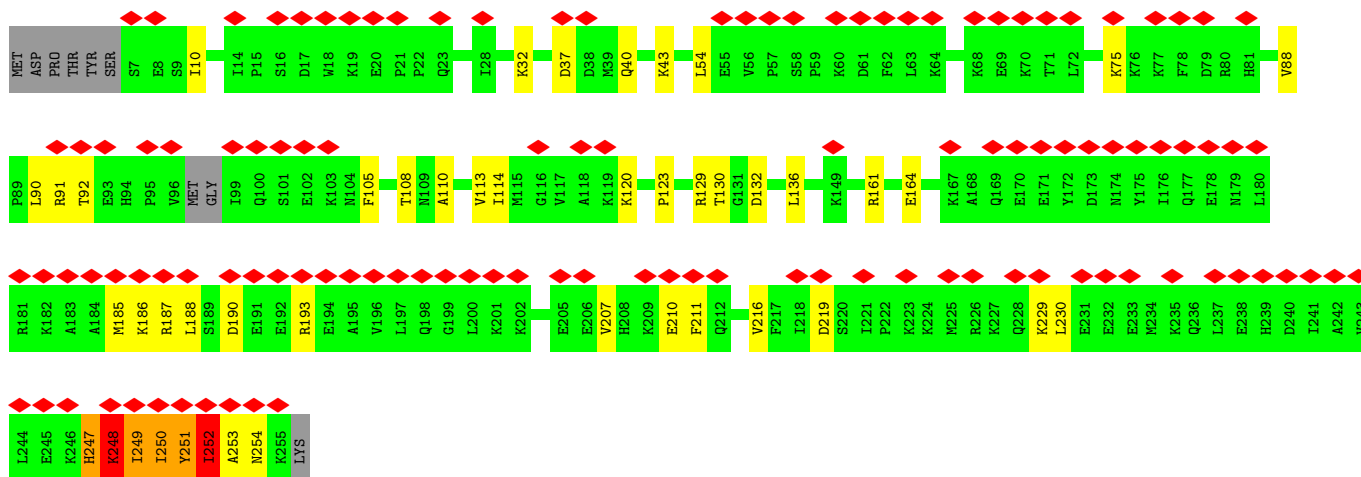 MET ASP PRO THR TYR SER S7 E8 S9 I10 I14 P15 S16 D17 W18 K19 E20 P21 P22 Q23 I28 K32 D37 D38 M39 Q40 K43 L54 E55 V56 P57 S58 P59 K60 D61 F62 L63 K64 K68 E69 K70 T71 L72 K75 K76 K77 F78 D79 R80 H81 V88
P89 L90 R91 T92 E93 H94 P95 V96 MET GLY I99 Q100 S101 E102 K103 N104 F105 T108 N109 A110 V113 I114 M115 G116 V117 A118 K119 K120 P123 R129 T130 G131 D132 L136 K149 R161 E164 K167 A168 Q169 E170 E171 Y172 D173 N174 Y175 I176 Q177 E178 N179 L180
R181 K182 A183 A184 M185 K186 R187 L188 S189 D190 E191 E192 R193 E194 A195 V196 L197 Q198 G199 L200 K201 K202 E205 E206 V207 H208 K209 E210 F211 Q212 V216 F217 I218 D219 S220 I221 P222 K223 K224 M225 R226 K227 Q228 K229 L230 E231 E232 E233 M234 K235 Q236 L237 E238 H239 D240 I241 A242
L244 E245 K246 H247 K248 I249 I250 Y251 I252 A253 N254 K255 LYS